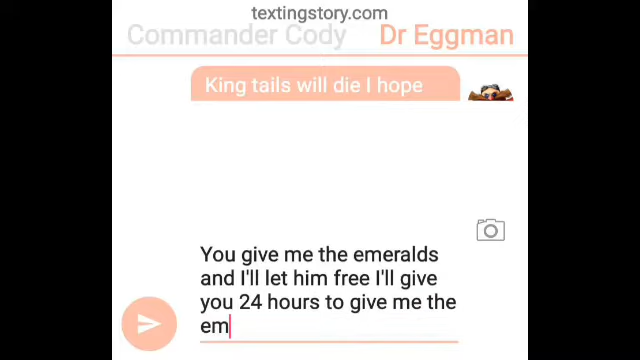 textingstory.com
Commander Cody Dr Eggman
King tails will die I hope
You give me the emeralds
and I'll let him free I'll give
you 24 hours to give me the
em